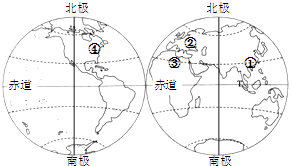 北极 北极
④ ② ③ ①
赤道 赤道
南极 南极